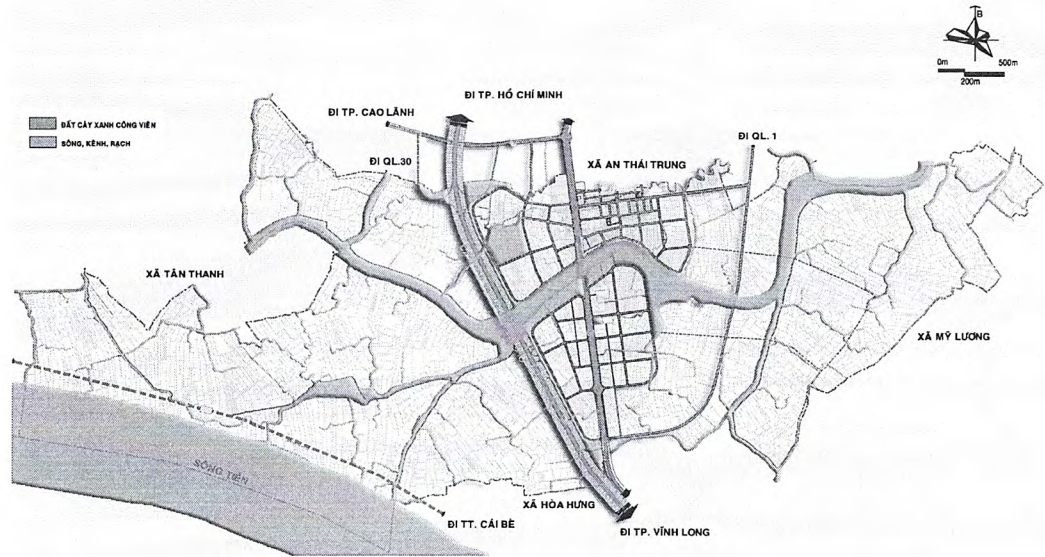 B
0m 500m
200m
ĐI TP. HỒ CHÍ MINH
ĐI TP. CAO LÃNH
ĐẤT CÂY XANH CÔNG VIÊN
SÔNG, KÊNH, RẠCH
ĐI QL. 1
ĐI QL.30
XÃ AN THÁI TRUNG
XÃ TÂN THANH
XÃ MỸ LƯƠNG
SÔNG TIỀN
XÃ HÒA HƯNG
ĐI TT. CÁI BÈ
ĐI TP. VĨNH LONG